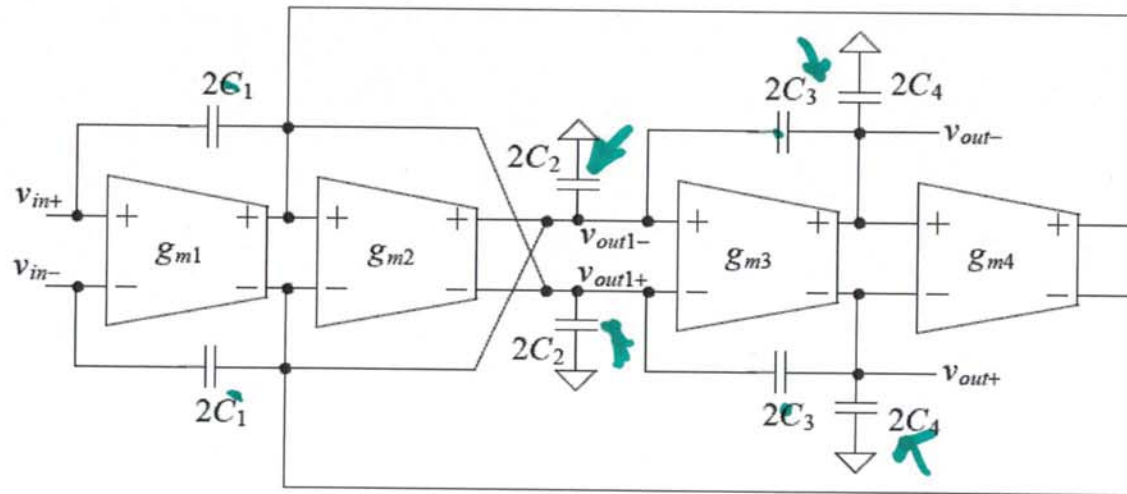 2C1
2C3
2C4
vout−
2C2
vin+
+ +
+
+
+
+
+
gm1
gm2
vout1−
gm3
gm4
vin−
vout1+
− −
− −
− −
− −
2C2
vout+
2C1
2C3
2C4